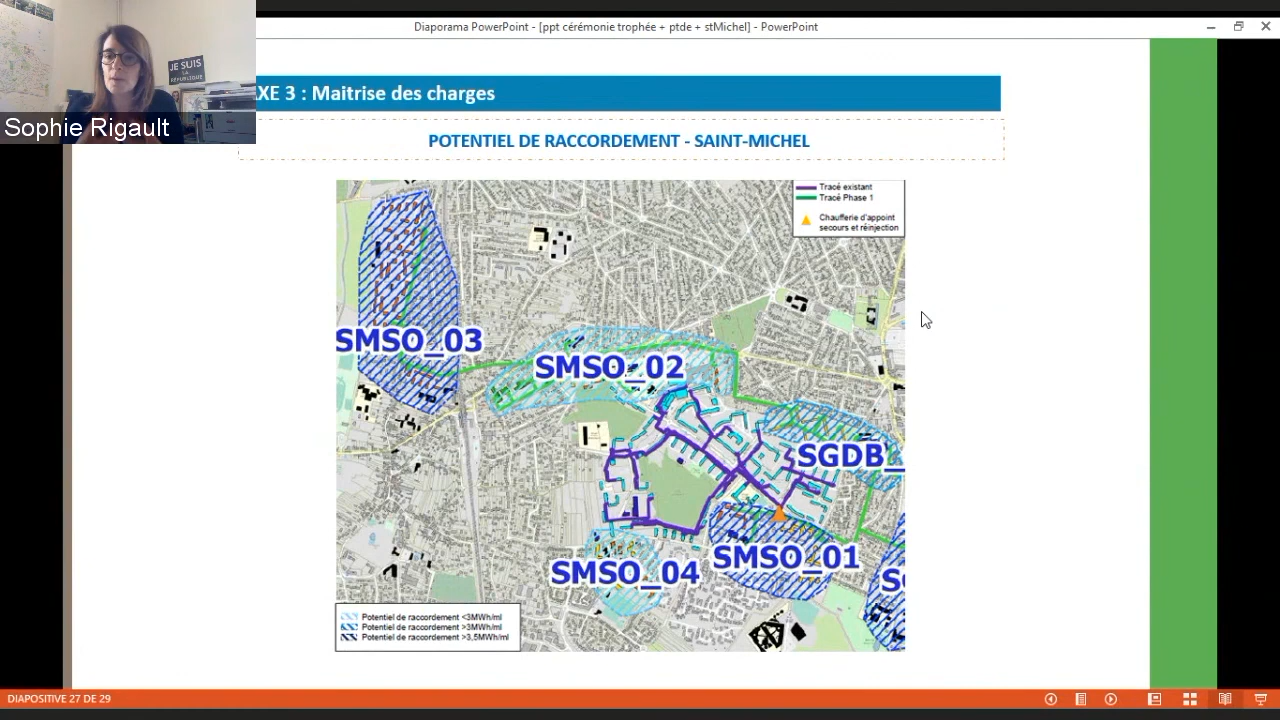 Diaporama PowerPoint - [ppt cérémonie trophée + ptde + stMichel] - PowerPoint
JE SUIS
LA
RÉPUBLIQUE
Sophie Rigault
XE 3 : Maitrise des charges
POTENTIEL DE RACCORDEMENT - SAINT-MICHEL
Tracé existant
Tracé Phase 1
Chaufferie d'appoint
secours et réinjection
SMSO_03
SMSO_02
SGDB_
SMSO_01
SMSO_04
Potentiel de raccordement <3MWh/ml
Potentiel de raccordement >3MWh/ml
Potentiel de raccordement >3,5MWh/ml
DIAPOSITIVE 27 DE 29